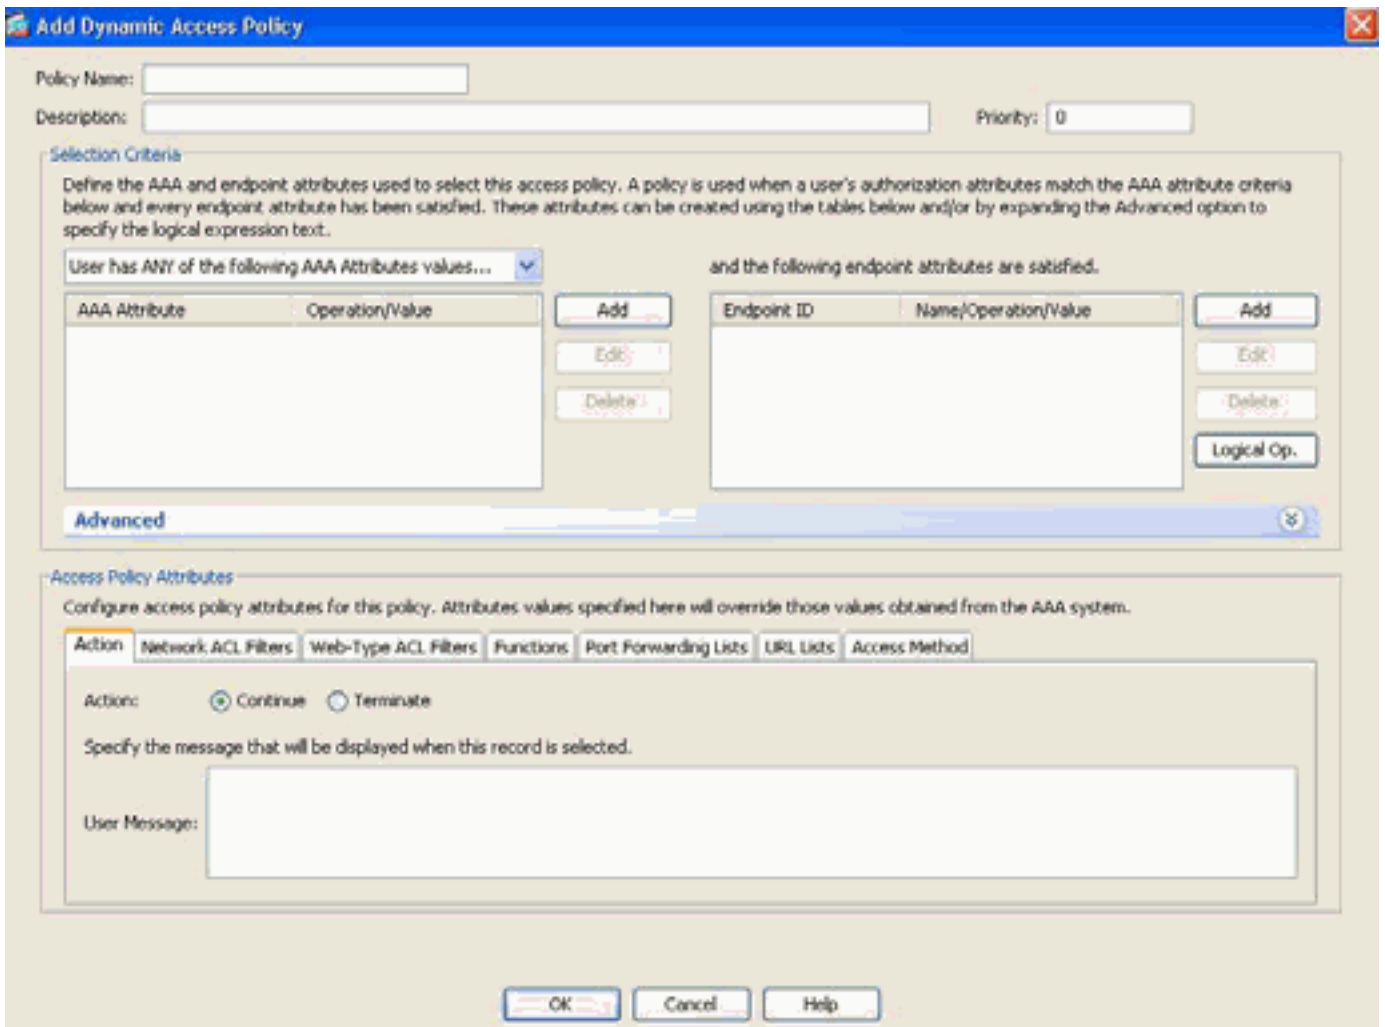 Add Dynamic Access Policy
Policy Name:
Description:
Priority: 0
Selection Criteria
Define the AAA and endpoint attributes used to select this access policy. A policy is used when a user's authorization attributes match the AAA attribute criteria
below and every endpoint attribute has been satisfied. These attributes can be created using the tables below and/or by expanding the Advanced option to
specify the logical expression text.
User has ANY of the following AAA Attributes values...
and the following endpoint attributes are satisfied.
AAA Attribute Operation/Value
Add
Edit
Delete
Endpoint ID Name/Operation/Value
Add
Edit
Delete
Logical Op.
Advanced
Access Policy Attributes
Configure access policy attributes for this policy. Attributes values specified here will override those values obtained from the AAA system.
Action Network ACL Filters Web-Type ACL Filters Functions Port Forwarding Lists URL Lists Access Method
Action: Continue Terminate
Specify the message that will be displayed when this record is selected.
User Message:
OK Cancel Help